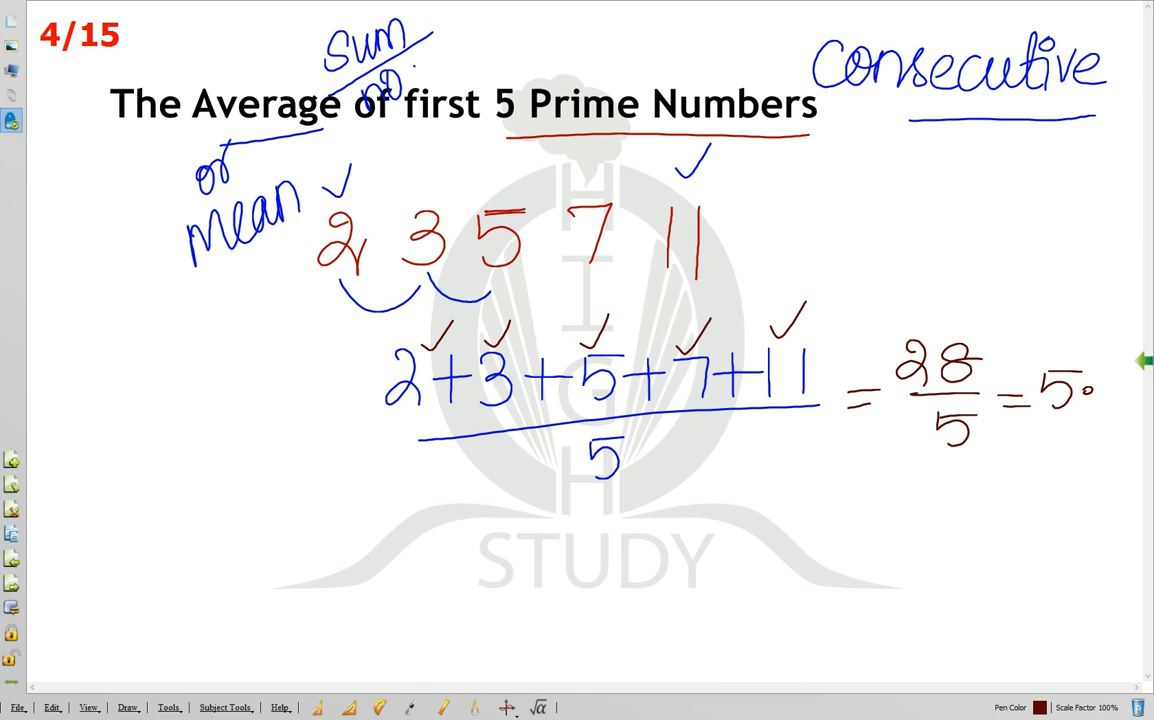 4/15
sum
no.
consecutive
The Average of first 5 Prime Numbers
or
mean
2 3 5 7 11
2+3+5+7+11
5
= 28
5
= 5.
HIGH
STUDY
File, Edit, View, Draw, Tools, Subject Tools, Help, √α
Pen Color Scale Factor 100%